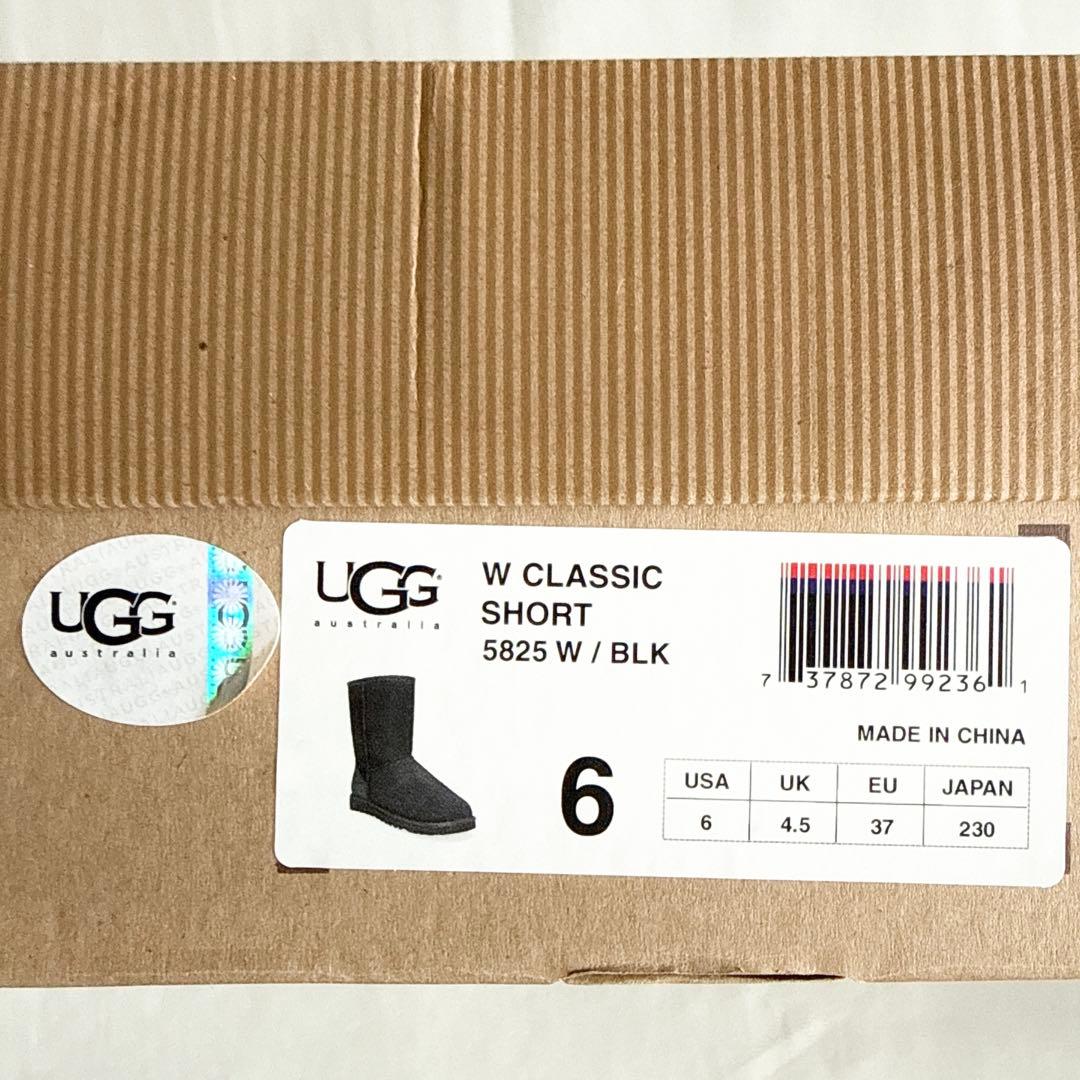 UGG
australia
UGG
australia
W CLASSIC
SHORT
5825 W / BLK
7 37872 99236 1
MADE IN CHINA
6
USA UK EU JAPAN
6 4.5 37 230